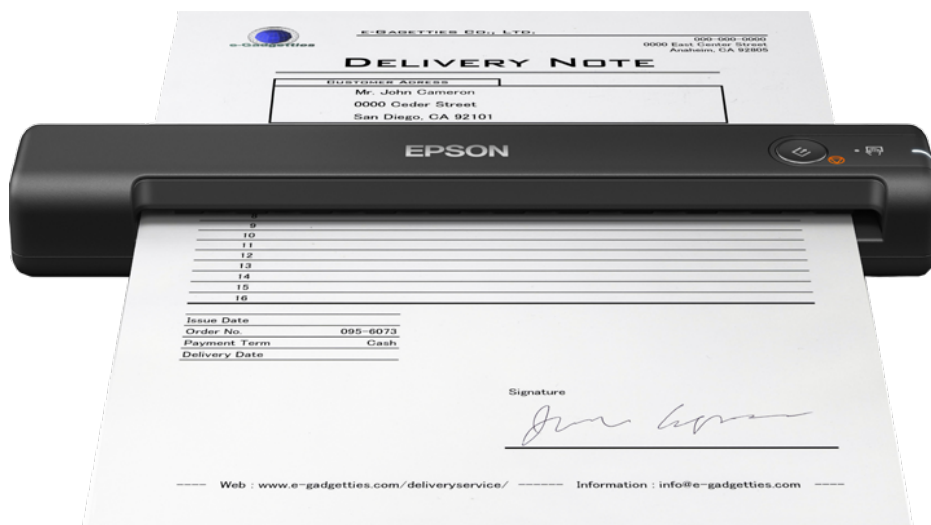 e-Gadgetties
E-GAGETTIES CO., LTD.
000-000-0000
0000 East Center Street
Anaheim, CA 92805
DELIVERY NOTE
CUSTOMER ADRESS
Mr. John Cameron
0000 Ceder Street
San Diego, CA 92101
EPSON
8
9
10
11
12
13
14
15
16
Issue Date
Order No. 095-6073
Payment Term Cash
Delivery Date
Signature
---- Web : www.e-gadgetties.com/deliveryservice/ ------ Information : info@e-gadgetties.com ----